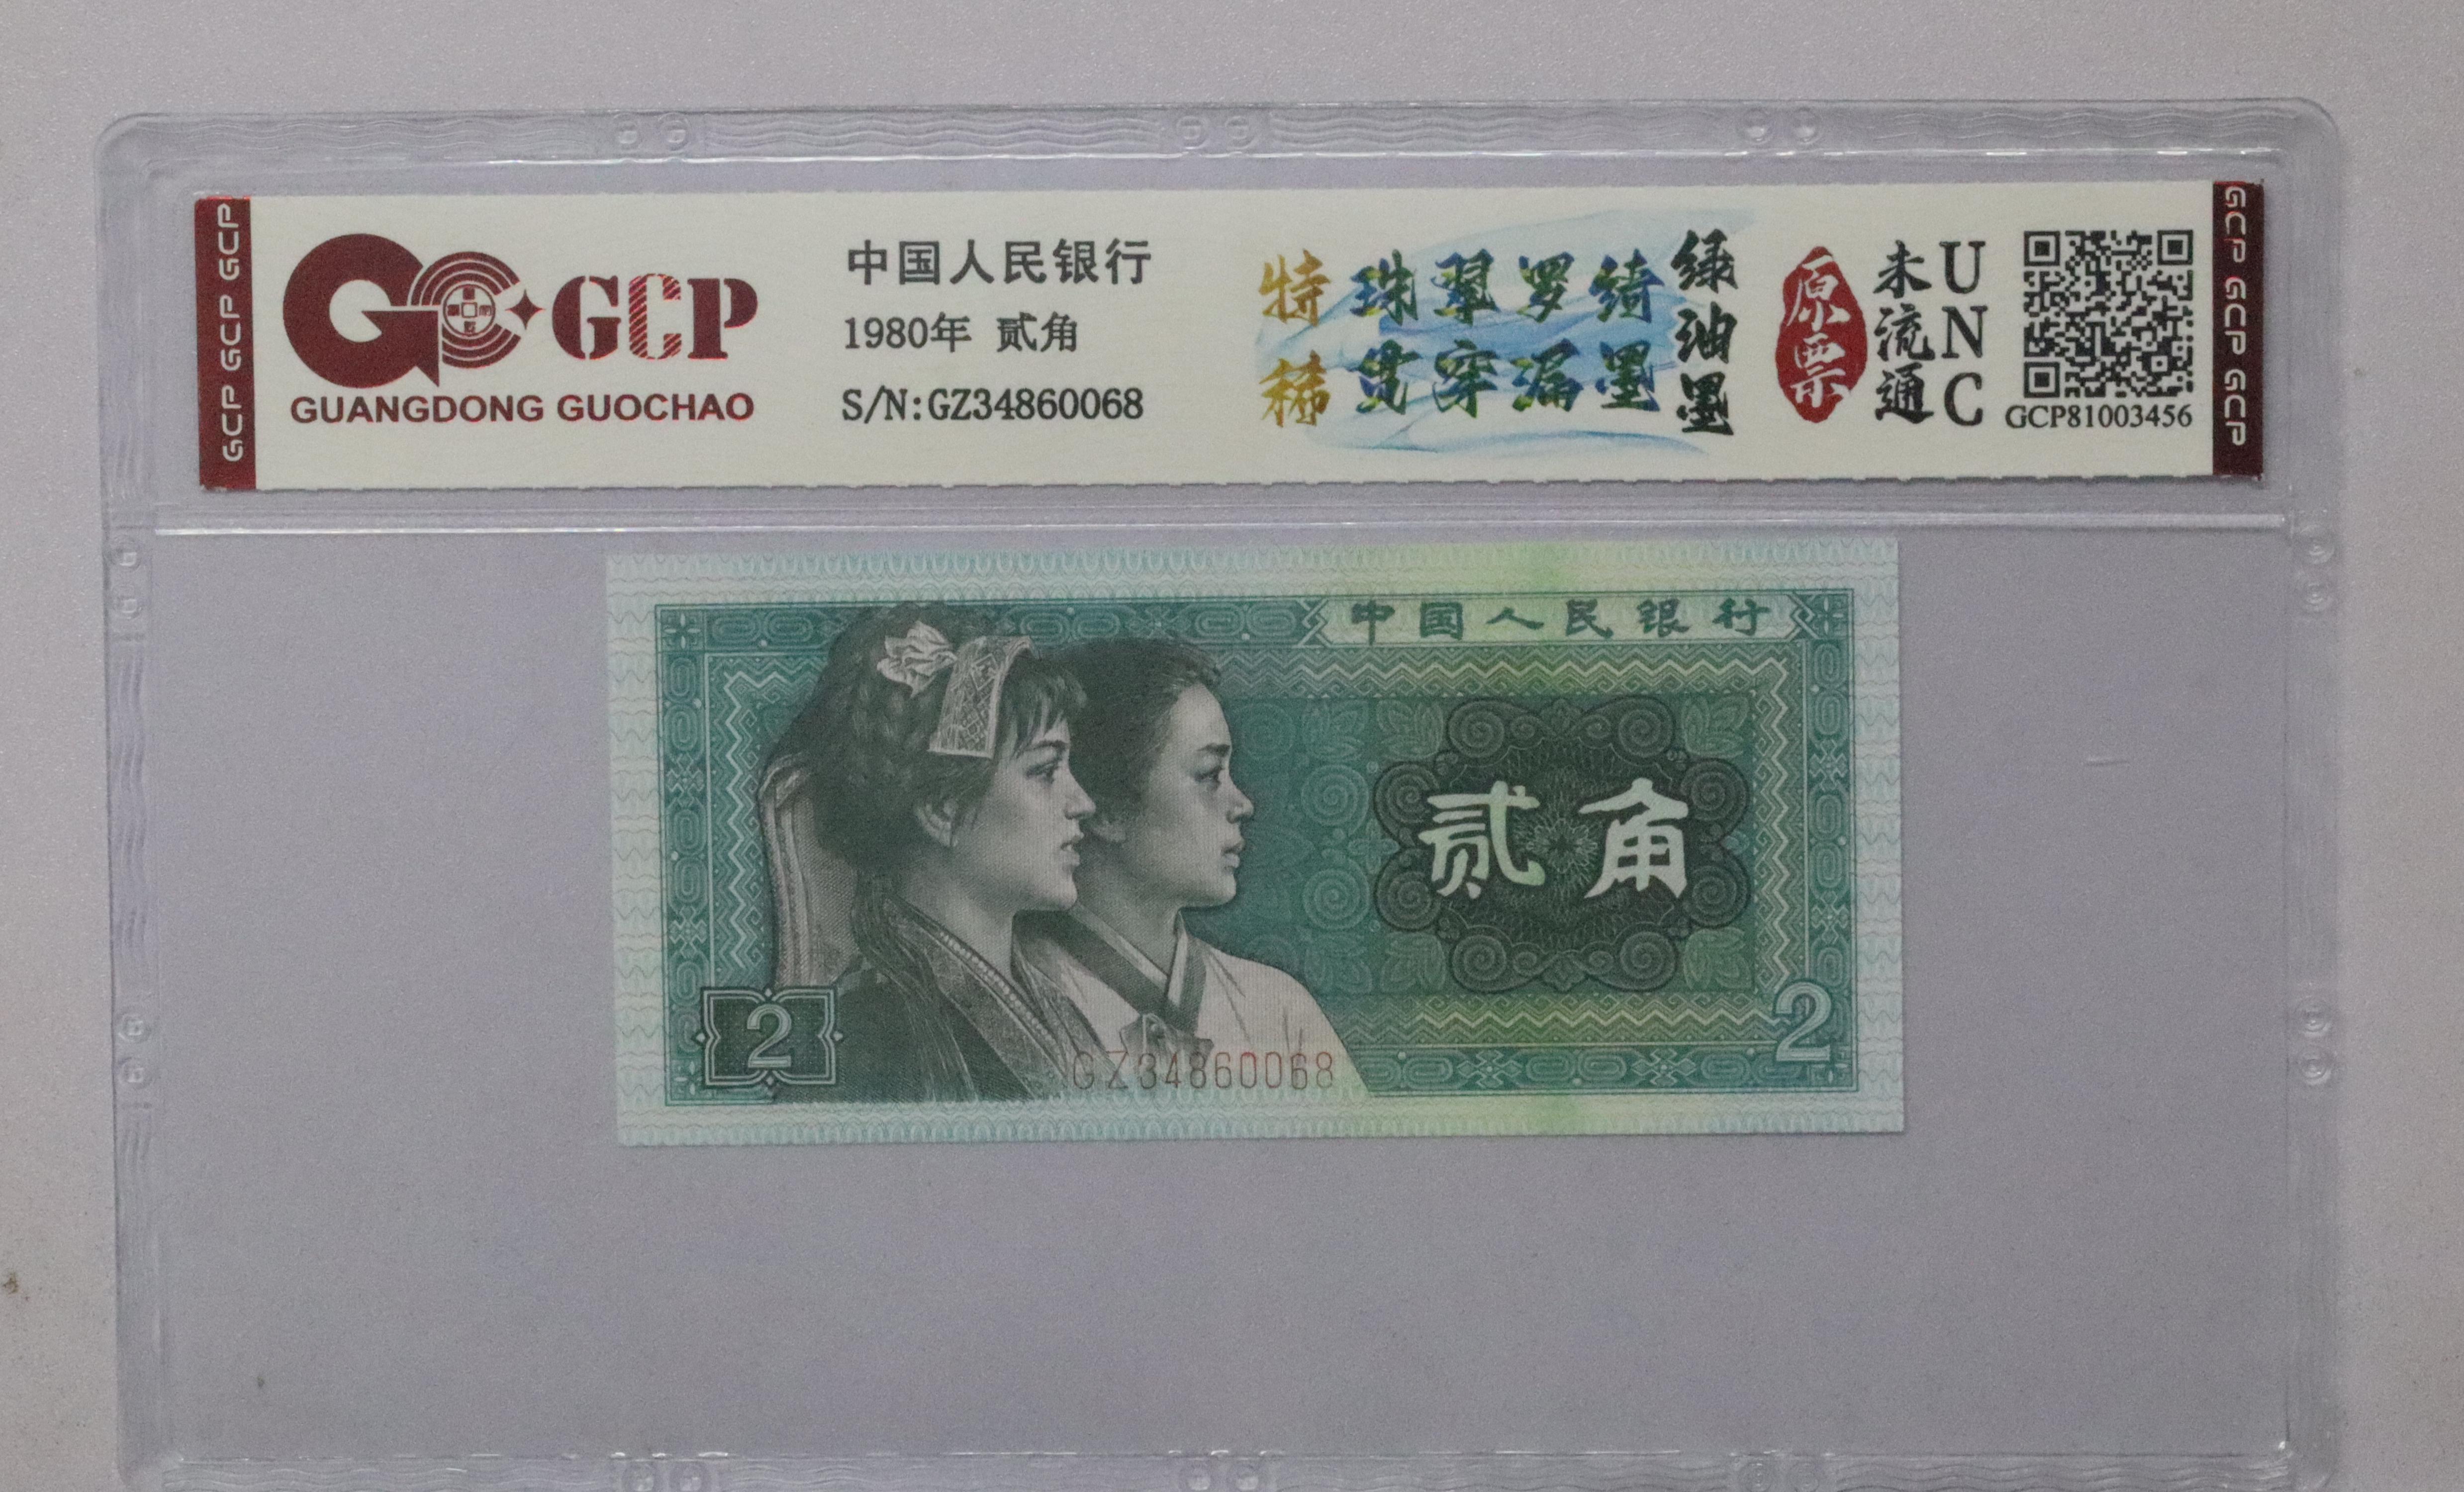 GCP GCP GCP
GCP
GUANGDONG GUOCHAO
中国人民银行
1980年 贰角
S/N:GZ34860068
特稀
珠翠罗绮
贯穿漏墨
绿油墨
原票
未流通
UNC
GCP81003456
GCP GCP GCP
中国人民银行
贰角
2
2
GZ34860068